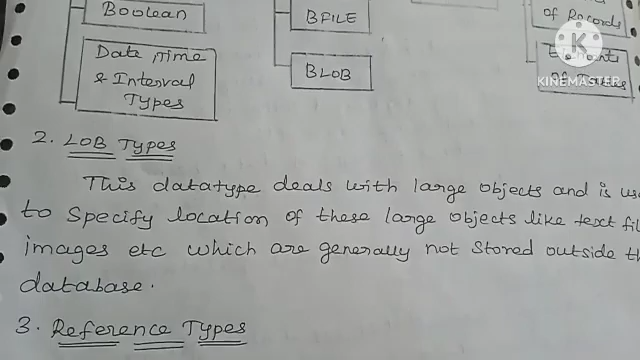 Boolean
BFILE
of Records
Date, Time
& Interval
Types
BLOB
of
KINEMASTER
2. LOB Types
This datatype deals with large objects and is
to specify location of these large objects like text
images etc which are generally not stored outside
database.
3. Reference Types